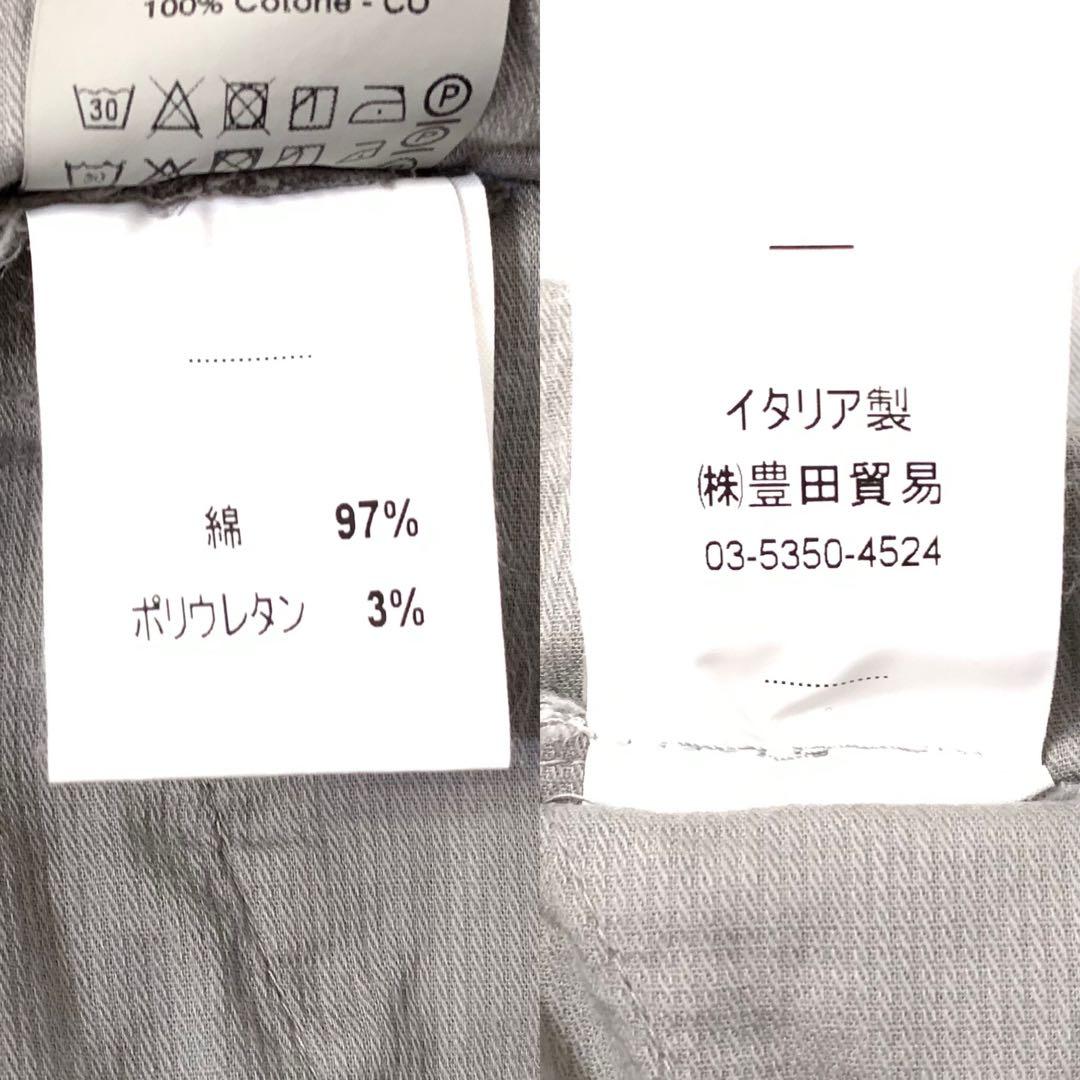 100% Cotone - CO
30
P
綿 97%
ポリウレタン 3%
イタリア製
㈱豊田貿易
03-5350-4524